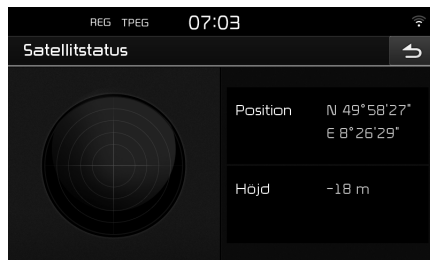 REG TPEG 07:03
Satellitstatus
Position N 49°58'27"
E 8°26'29"
Höjd -18 m